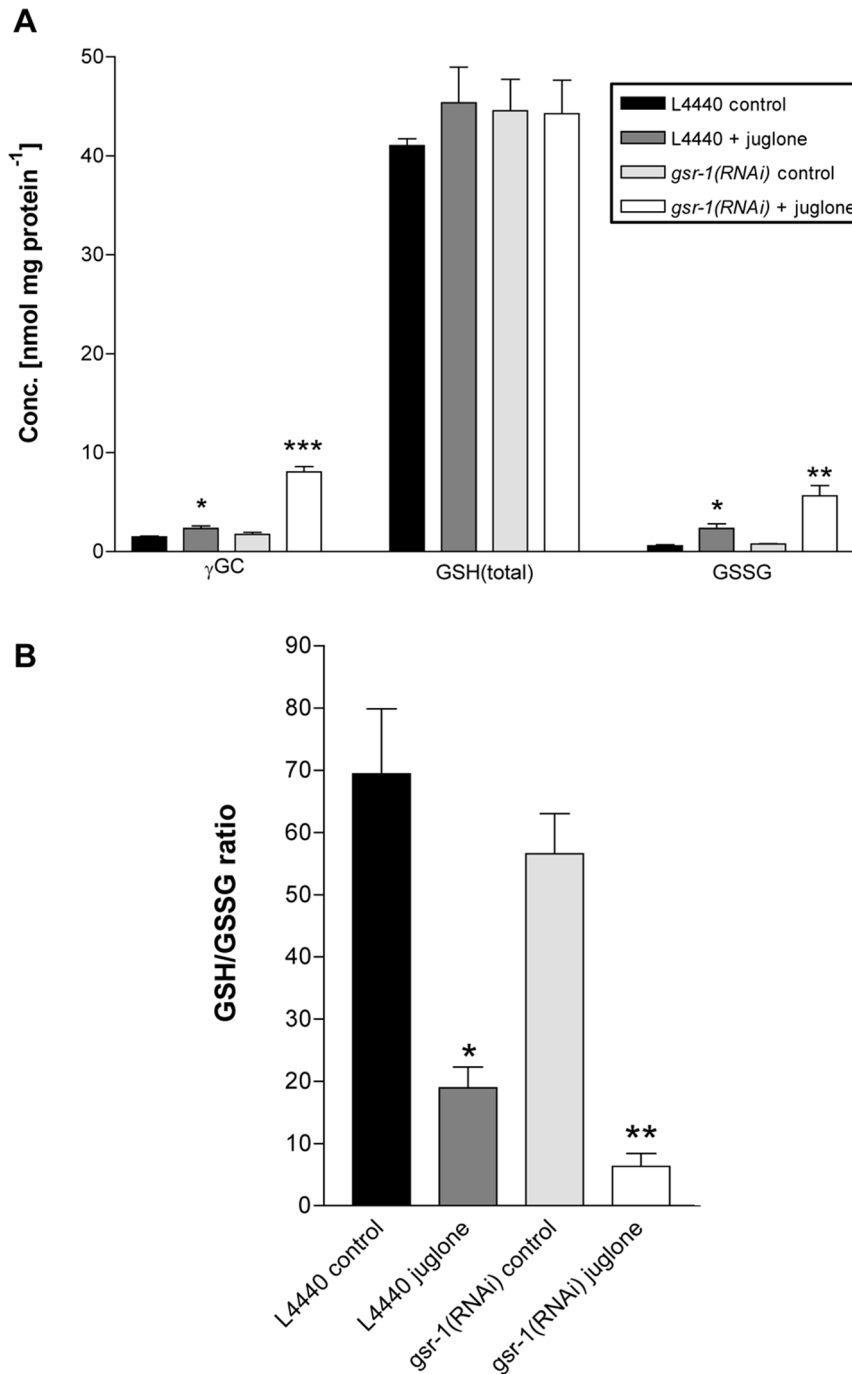 A
Conc. [nmol mg protein⁻¹]
50
40
30
20
10
0
L4440 control
L4440 + juglone
gsr-1(RNAi) control
gsr-1(RNAi) + juglone
*
***
*
**
γGC
GSH(total)
GSSG
B
GSH/GSSG ratio
90
80
70
60
50
40
30
20
10
0
*
**
L4440 control
L4440 juglone
gsr-1(RNAi) control
gsr-1(RNAi) juglone